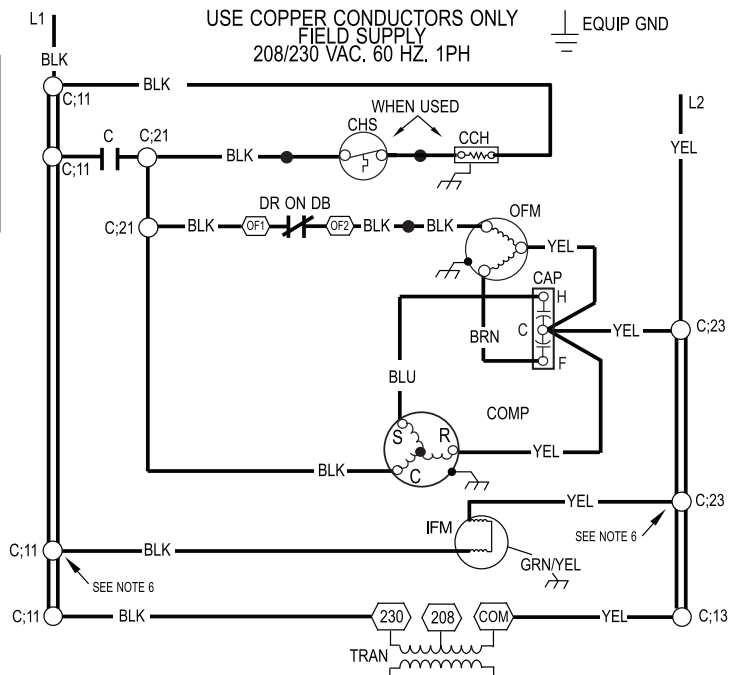 L1
USE COPPER CONDUCTORS ONLY
FIELD SUPPLY
208/230 VAC. 60 HZ. 1PH
EQUIP GND
BLK
C;11
BLK
WHEN USED
L2
C;11
C
C;21
BLK
CHS
CCH
YEL
C;21
BLK
OF1
DR ON DB
OF2
BLK
BLK
OFM
YEL
CAP
H
C
F
BRN
YEL
C;23
BLU
COMP
S
R
C
YEL
BLK
YEL
C;23
IFM
SEE NOTE 6
C;11
BLK
GRN/YEL
SEE NOTE 6
C;11
BLK
230
208
COM
YEL
C;13
TRAN